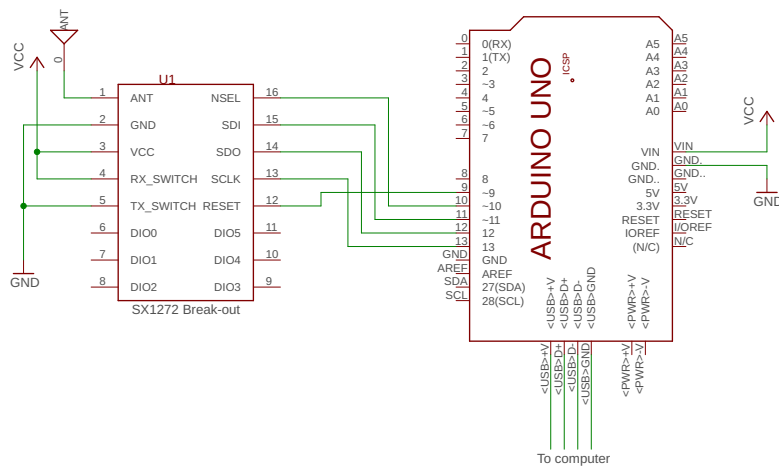 ANT
0
VCC
U1
1 ANT NSEL 16
2 GND SDI 15
3 VCC SDO 14
4 RX_SWITCH SCLK 13
5 TX_SWITCH RESET 12
6 DIO0 DIO5 11
7 DIO1 DIO4 10
8 DIO2 DIO3 9
GND
SX1272 Break-out
ARDUINO UNO
ICSP
0 0(RX)
1 1(TX)
2 2
3 ~3
4 4
5 ~5
6 ~6
7 7
8 8
9 ~9
10 ~10
11 ~11
12 12
13 13
GND GND
AREF AREF
SDA 27(SDA)
SCL 28(SCL)
A5 A5
A4 A4
A3 A3
A2 A2
A1 A1
A0 A0
VIN VIN
GND. GND.
GND.. GND..
5V 5V
3.3V 3.3V
RESET RESET
IOREF I/OREF
(N/C) N/C
VCC
GND
<USB>+V
<USB>D+
<USB>D-
<USB>GND
<PWR>+V
<PWR>-V
<USB>+V
<USB>D+
<USB>D-
<USB>GND
<PWR>+V
<PWR>-V
To computer